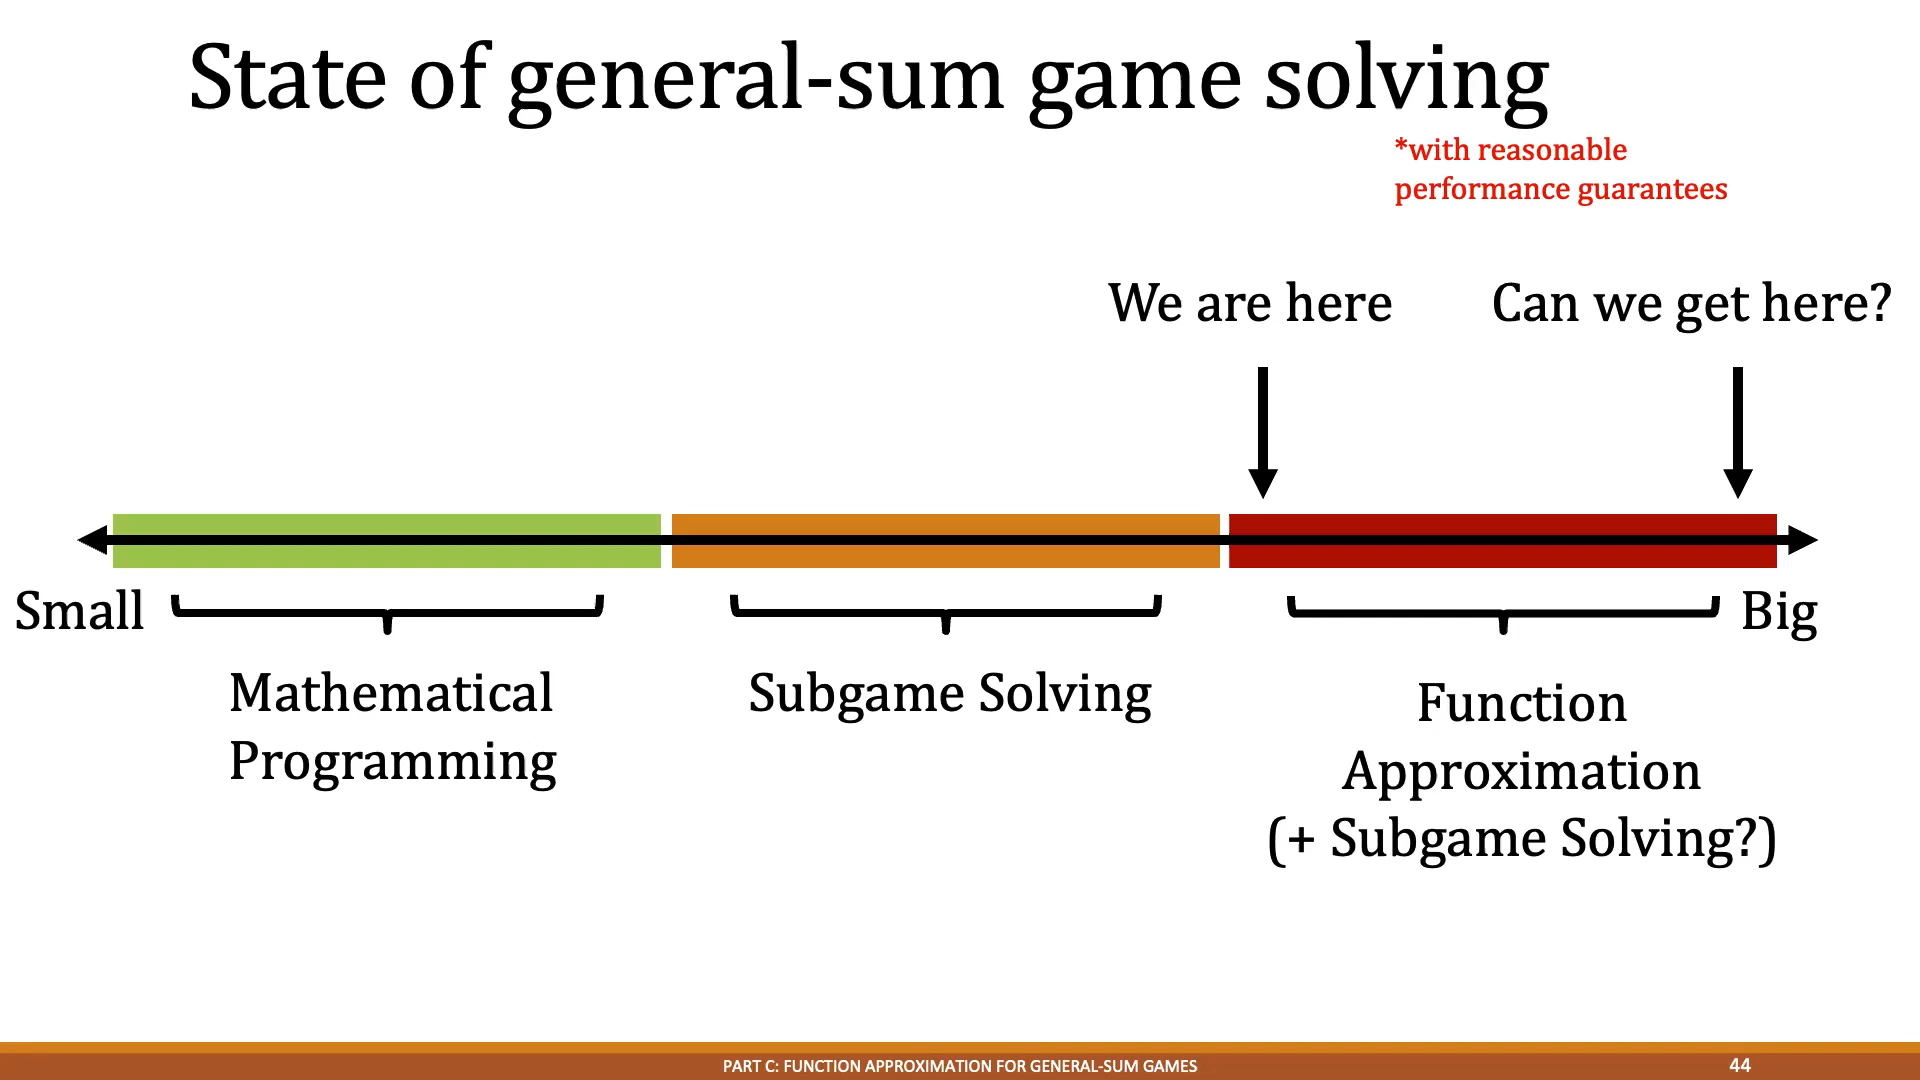 State of general-sum game solving
*with reasonable
performance guarantees
We are here
Can we get here?
Small
Big
Mathematical
Programming
Subgame Solving
Function
Approximation
(+ Subgame Solving?)
PART C: FUNCTION APPROXIMATION FOR GENERAL-SUM GAMES
44